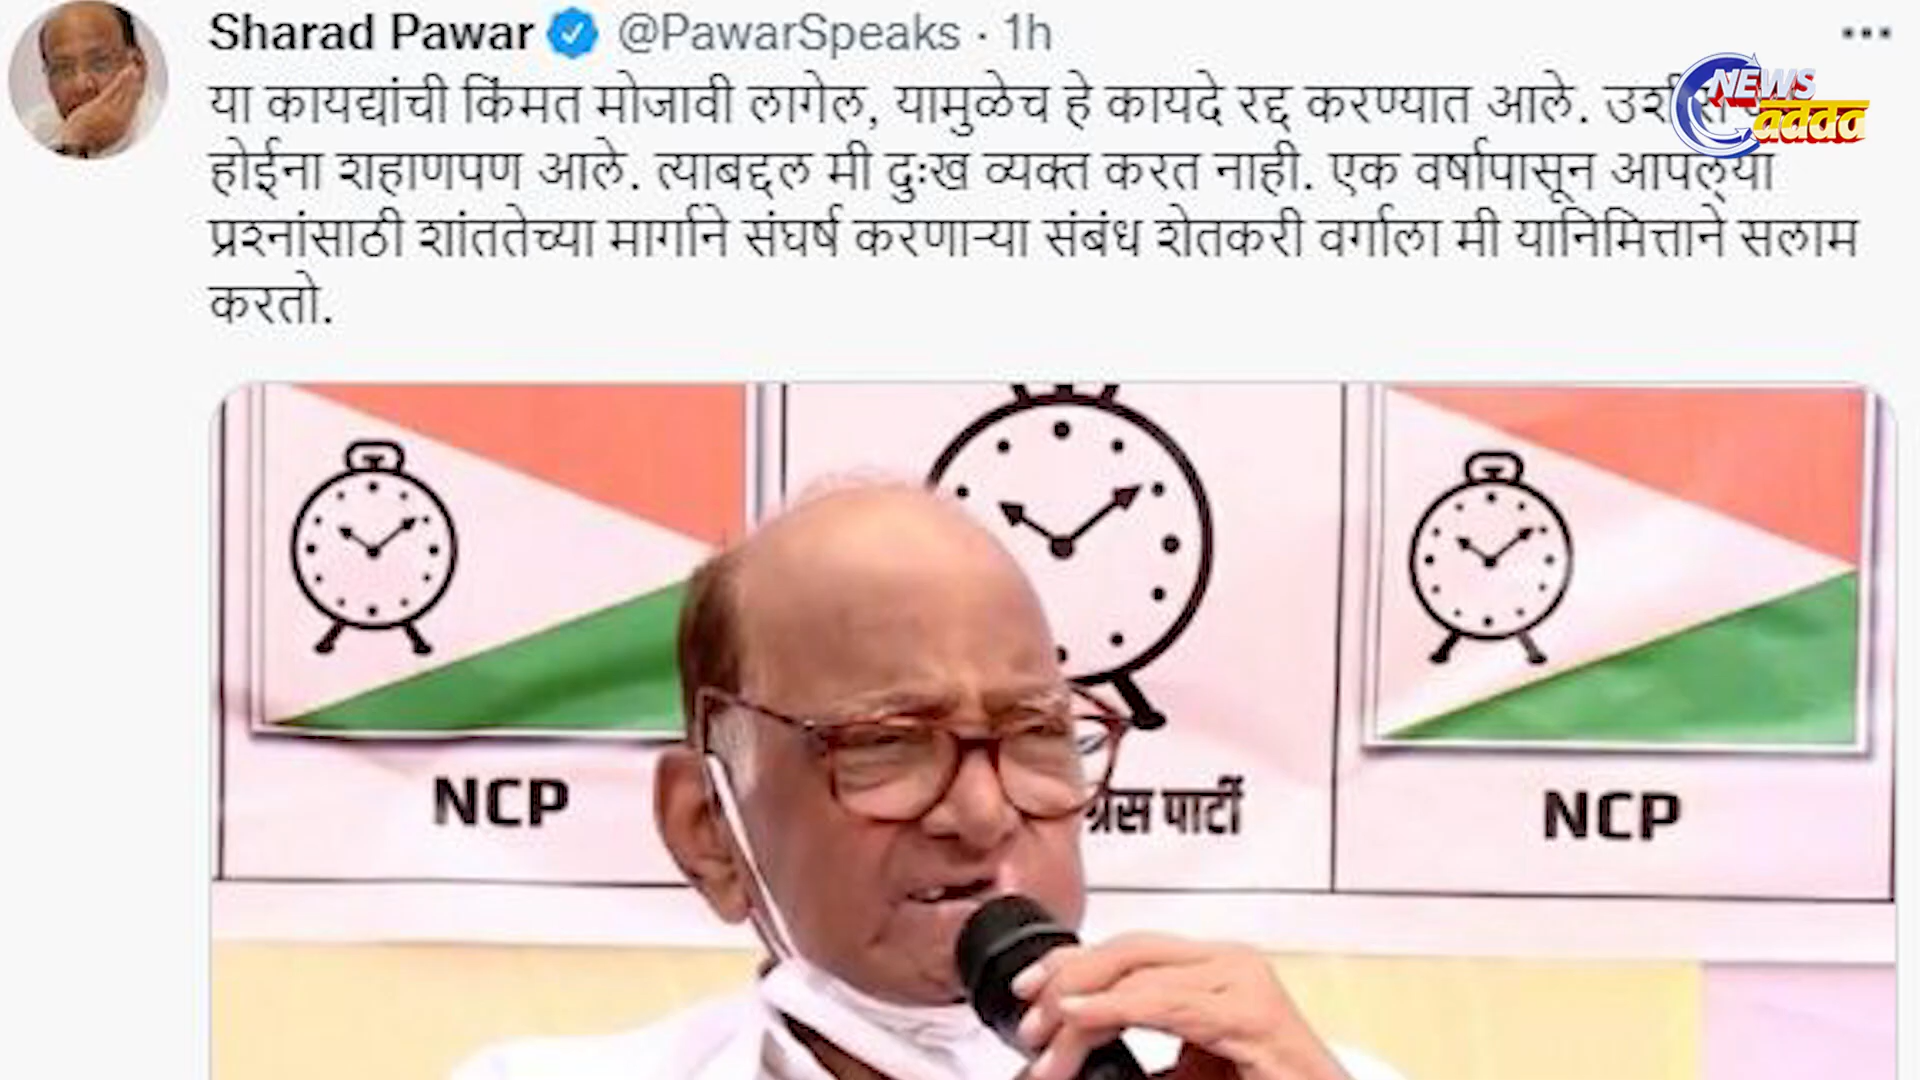 Sharad Pawar @PawarSpeaks · 1h
NEWS
adda
या कायद्यांची किंमत मोजावी लागेल, यामुळेच हे कायदे रद्द करण्यात आले.
होईना शहाणपण आले. त्याबद्दल मी दुःख व्यक्त करत नाही. एक वर्षापासून आपल्या
प्रश्नांसाठी शांततेच्या मार्गाने संघर्ष करणाऱ्या संबंध शेतकरी वर्गाला मी यानिमित्ताने सलाम
करतो.
NCP
पार्टी
NCP